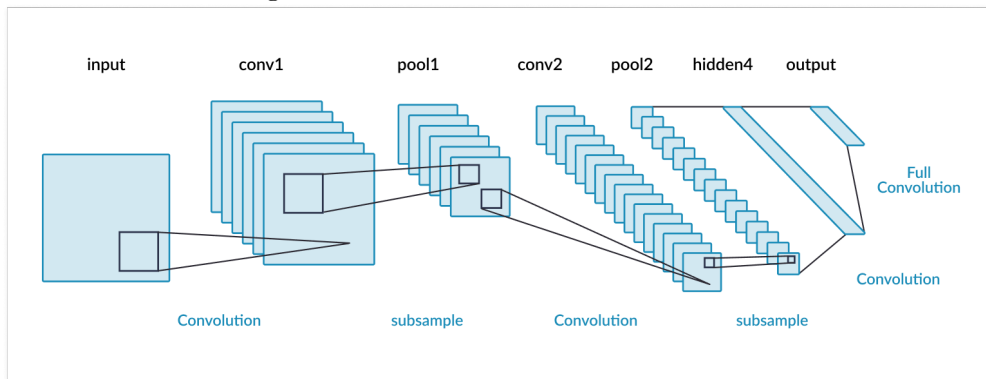 input conv1 pool1 conv2 pool2 hidden4 output
Full
Convolution
Convolution
Convolution subsample Convolution subsample